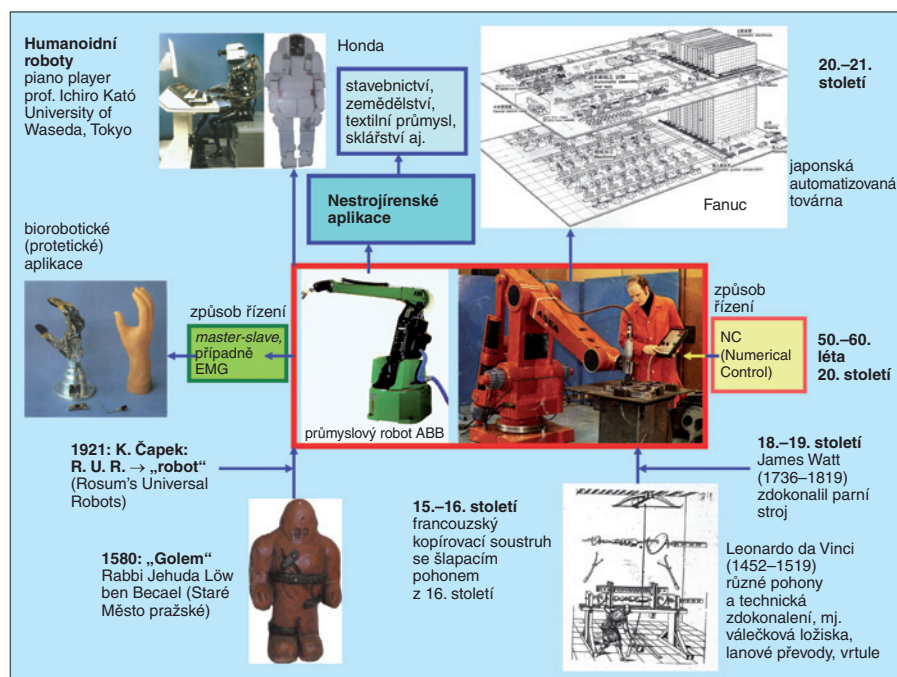 Humanoidní
roboty
piano player
prof. Ichiro Kató
University of
Waseda, Tokyo
Honda
stavebnictví,
zemědělství,
textilní průmysl,
sklářství aj.
Nestrojírenské
aplikace
Fanuc
20.–21.
století
japonská
automatizovaná
továrna
biorobotické
(protetické)
aplikace
způsob řízení
master-slave,
případně
EMG
ABB
průmyslový robot ABB
ASEA
způsob
řízení
NC
(Numerical
Control)
50.–60.
léta
20. století
1921: K. Čapek:
R. U. R. → „robot“
(Rosum’s Universal
Robots)
1580: „Golem“
Rabbi Jehuda Löw
ben Becael (Staré
Město pražské)
15.–16. století
francouzský
kopírovací soustruh
se šlapacím
pohonem
z 16. století
18.–19. století
James Watt
(1736–1819)
zdokonalil parní
stroj
Leonardo da Vinci
(1452–1519)
různé pohony
a technická
zdokonalení, mj.
válečková ložiska,
lanové převody, vrtule